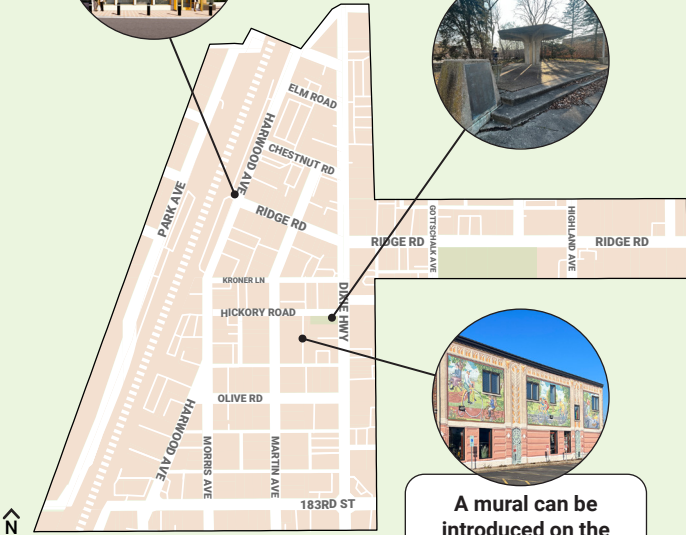 ELM ROAD
HARWOOD AVE
CHESTNUT RD
PARK AVE
RIDGE RD
RIDGE RD
GOTTSCHALK AVE
HIGHLAND AVE
RIDGE RD
KRONER LN
DIXIE HWY
HICKORY ROAD
OLIVE RD
HARWOOD AVE
MORRIS AVE
MARTIN AVE
183RD ST
N
A mural can be
introduced on the